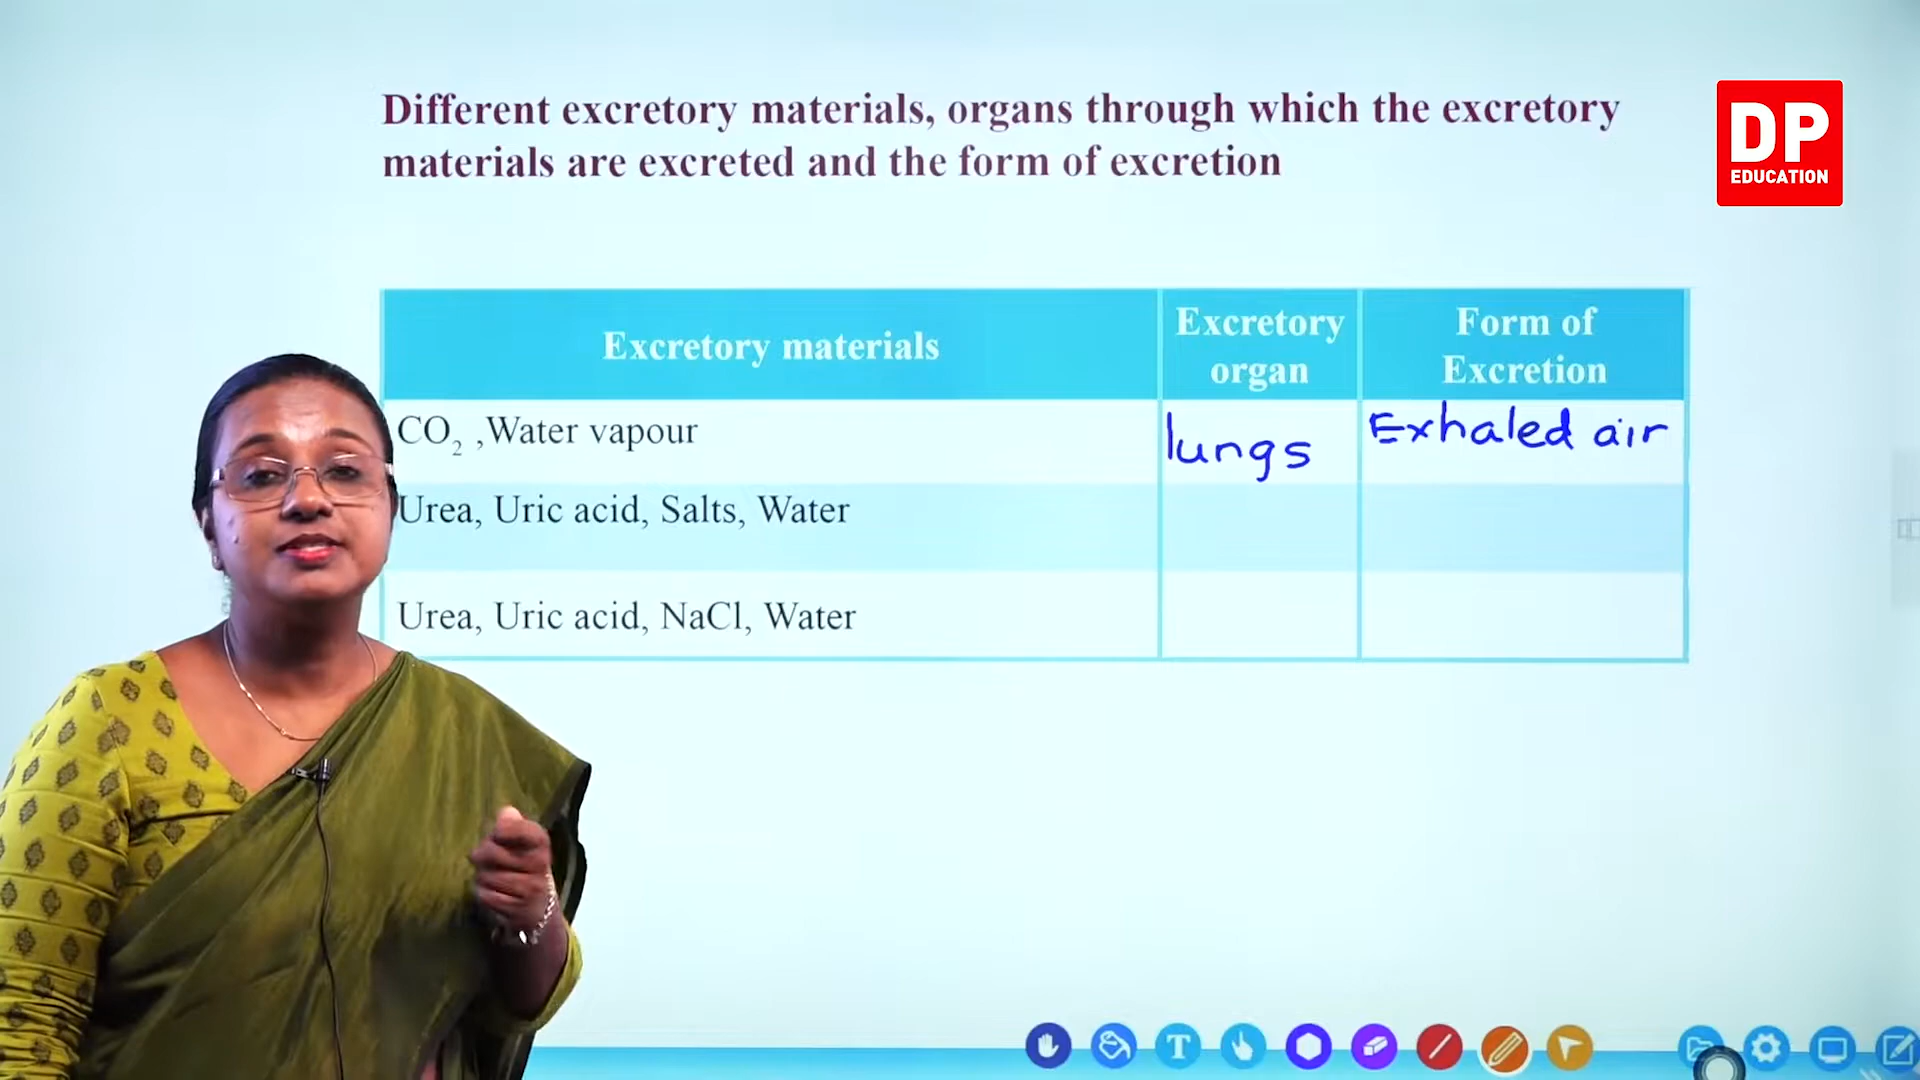 Different excretory materials, organs through which the excretory
materials are excreted and the form of excretion
DP
EDUCATION
Excretory materials
Excretory
organ
Form of
Excretion
CO₂ ,Water vapour
lungs
Exhaled air
Urea, Uric acid, Salts, Water
Urea, Uric acid, NaCl, Water
T